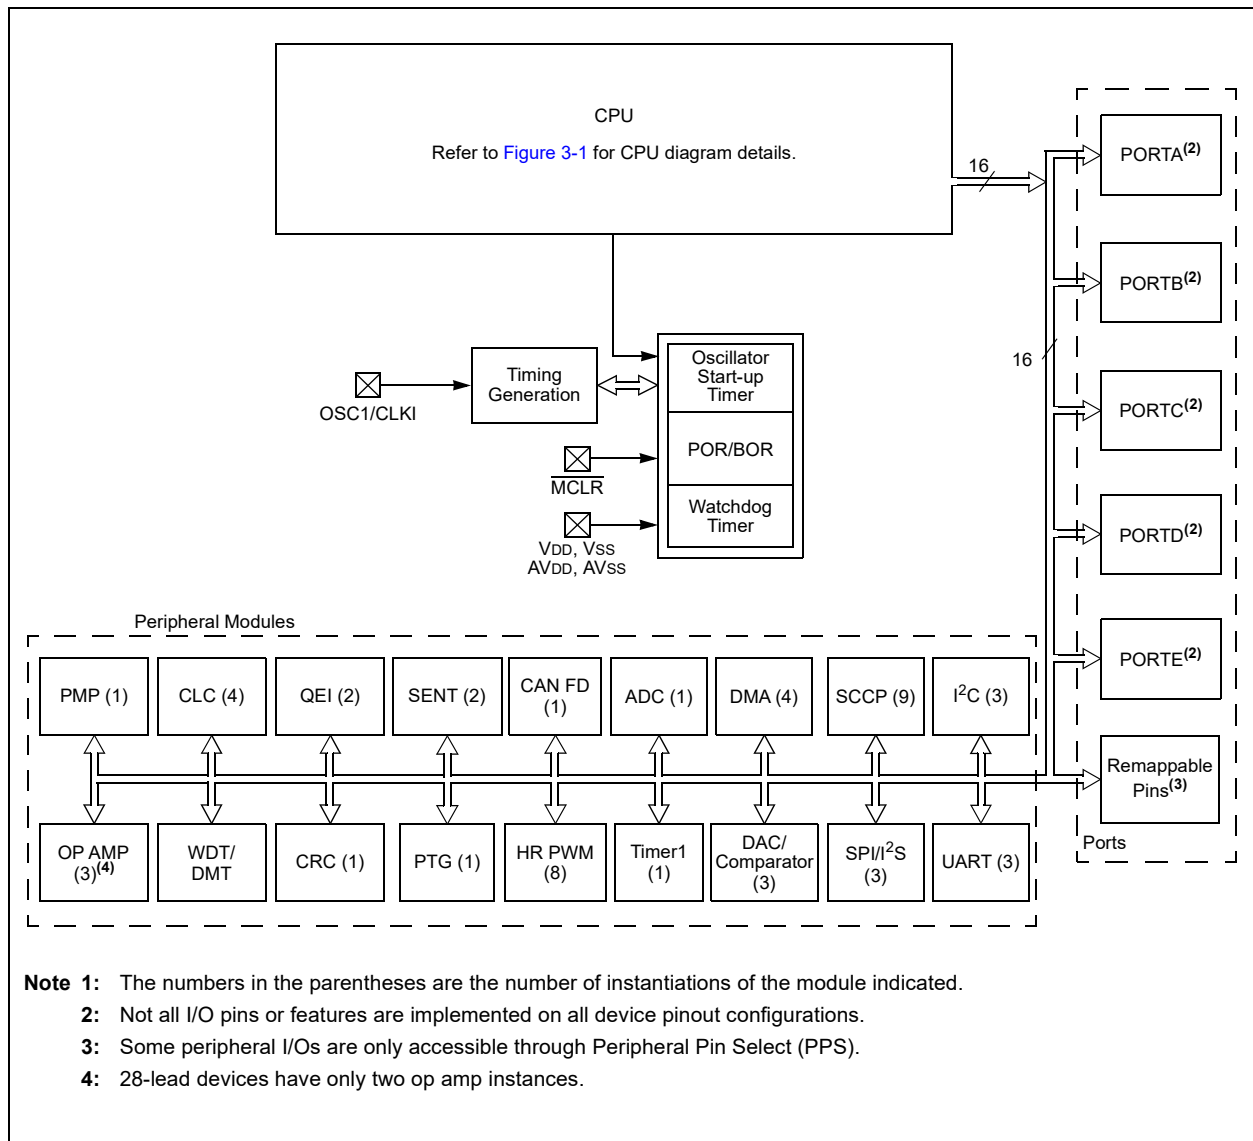 CPU
Refer to Figure 3-1 for CPU diagram details.
16
PORTA(2)
PORTB(2)
16
PORTC(2)
PORTD(2)
PORTE(2)
Remappable
Pins(3)
Ports
Timing
Generation
OSC1/CLKI
Oscillator
Start-up
Timer
POR/BOR
MCLR
Watchdog
Timer
VDD, VSS
AVDD, AVSS
Peripheral Modules
PMP (1)
CLC (4)
QEI (2)
SENT (2)
CAN FD
(1)
ADC (1)
DMA (4)
SCCP (9)
I2C (3)
OP AMP
(3)(4)
WDT/
DMT
CRC (1)
PTG (1)
HR PWM
(8)
Timer1
(1)
DAC/
Comparator
(3)
SPI/I2S
(3)
UART (3)
Note 1: The numbers in the parentheses are the number of instantiations of the module indicated.
2: Not all I/O pins or features are implemented on all device pinout configurations.
3: Some peripheral I/Os are only accessible through Peripheral Pin Select (PPS).
4: 28-lead devices have only two op amp instances.